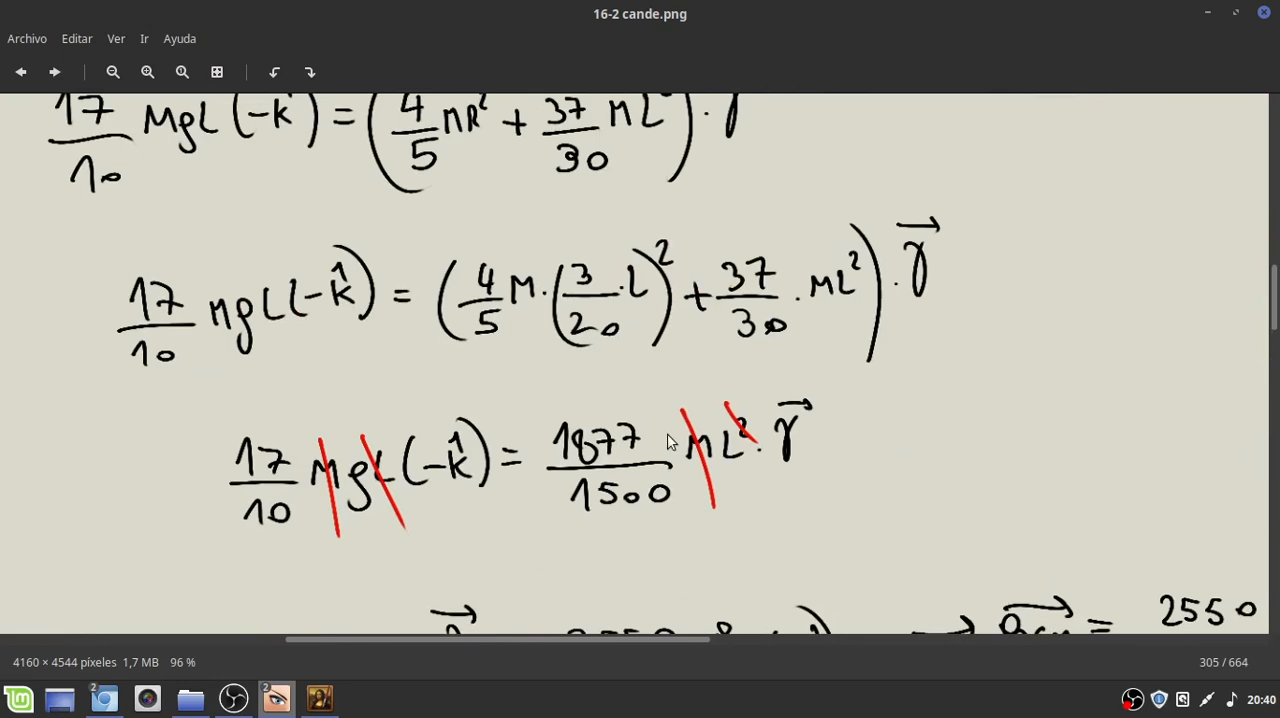 16-2 cande.png
Archivo Editar Ver Ir Ayuda
17/10 MgL(-k) = (4/5 MR² + 37/30 ML²) · γ
17/10 MgL(-k̂) = (4/5 M · (3/20 · L)² + 37/30 · ML²) · γ⃗
17/10 MgL(-k̂) = 1877/1500 ML² · γ⃗
2550
4160 × 4544 píxeles 1,7 MB 96 % 305 / 664
2 2 20:40